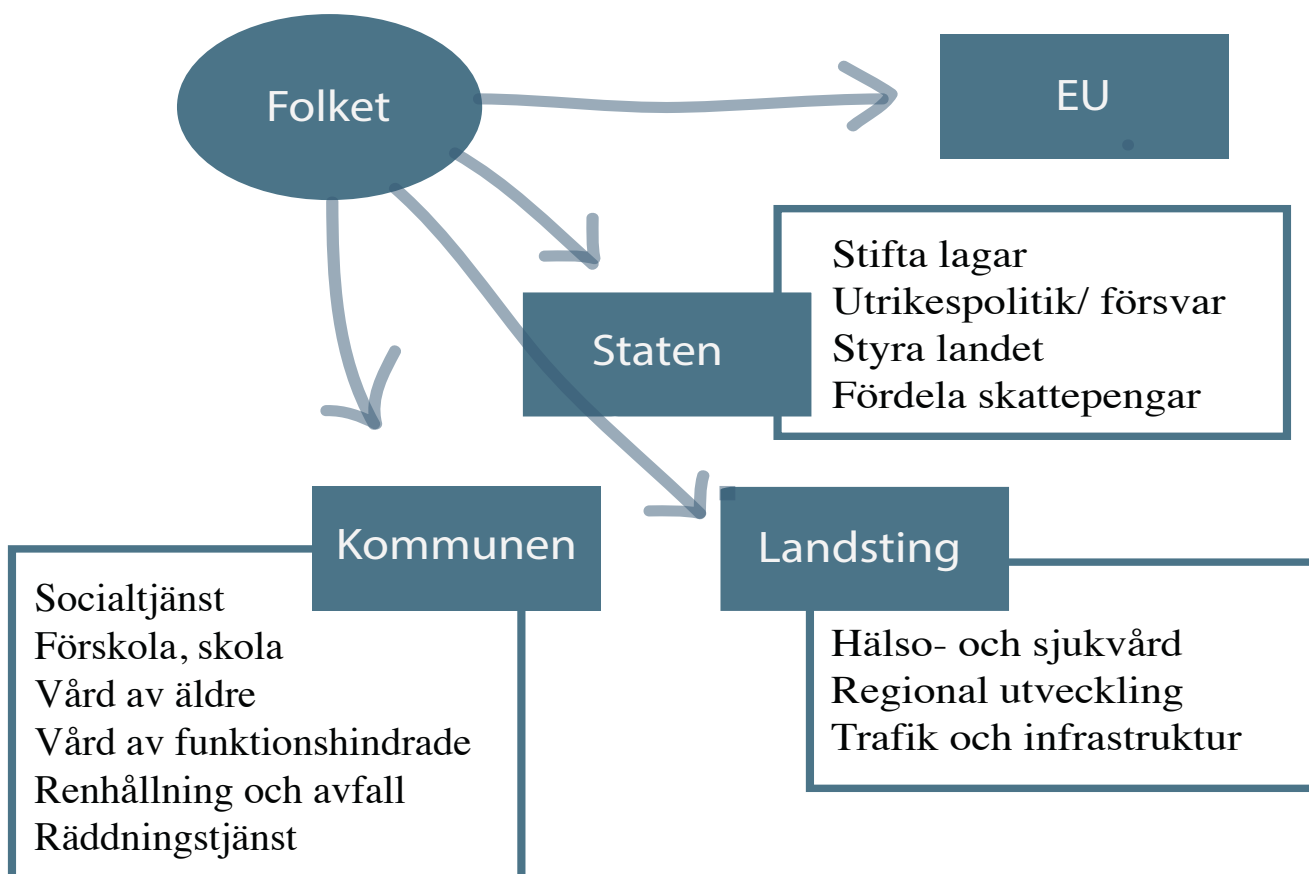 Folket
EU
Staten
Stifta lagar
Utrikespolitik/ försvar
Styra landet
Fördela skattepengar
Kommunen
Socialtjänst
Förskola, skola
Vård av äldre
Vård av funktionshindrade
Renhållning och avfall
Räddningstjänst
Landsting
Hälso- och sjukvård
Regional utveckling
Trafik och infrastruktur